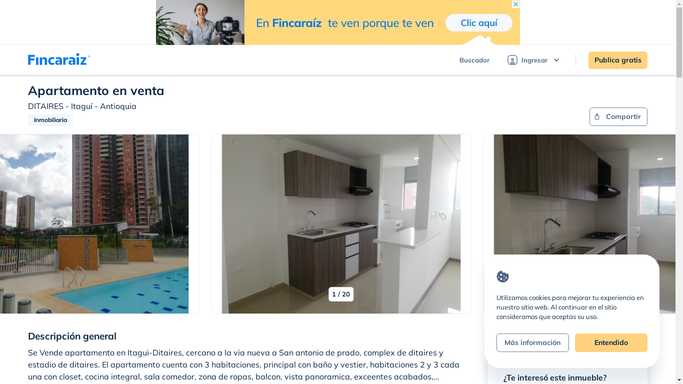 En Fincaraíz te ven porque te ven
Clic aquí
Fincaraíz
Buscador
Ingresar
Publica gratis
Apartamento en venta
DITAIRES - Itaguí - Antioquia
Inmobiliaria
Compartir
1 / 20
Utilizamos cookies para mejorar tu experiencia en
nuestro sitio web. Al continuar en el sitio
consideramos que aceptas su uso.
Más información
Entendido
Descripción general
Se Vende apartamento en Itagui-Ditaires, cercano a la via nueva a San antonio de prado, complex de ditaires y
estadio de ditaires. El apartamento cuenta con 3 habitaciones, principal con baño y vestier, habitaciones 2 y 3 cada
una con closet, cocina integral, sala comedor, zona de ropas, balcon, vista panoramica, exceentes acabados,...
¿Te interesó este inmueble?